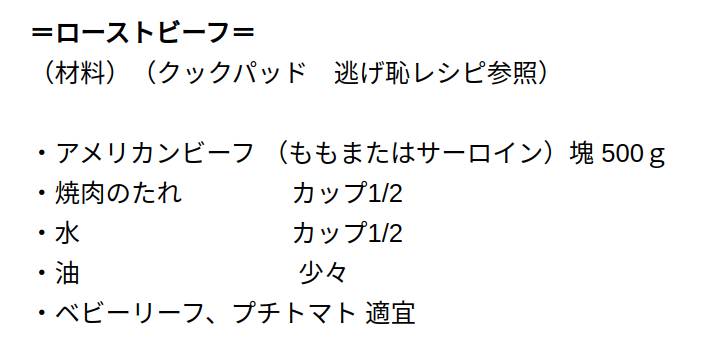 ＝ローストビーフ＝
（材料）（クックパッド　逃げ恥レシピ参照）
・アメリカンビーフ （ももまたはサーロイン）塊 500ｇ
・焼肉のたれ　　　　カップ1/2
・水　　　　　　　　カップ1/2
・油　　　　　　　　 少々
・ベビーリーフ、プチトマト 適宜